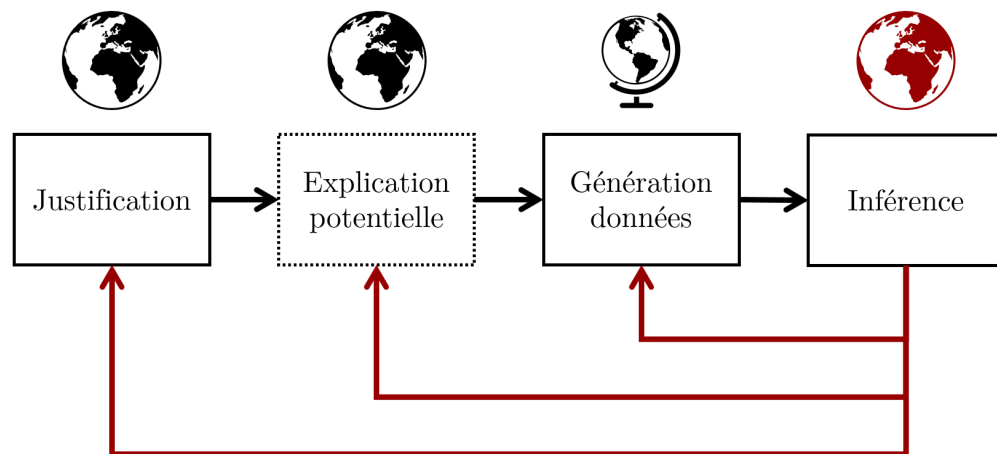 Justification
Explication
potentielle
Génération
données
Inférence